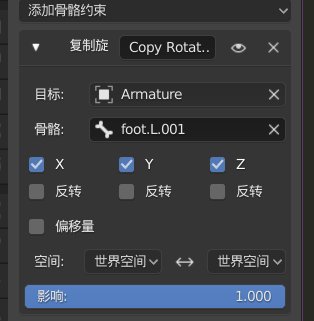 添加骨骼约束
复制旋 Copy Rotat..
目标: Armature
骨骼: foot.L.001
X Y Z
反转 反转 反转
偏移量
空间: 世界空间 世界空间
影响: 1.000